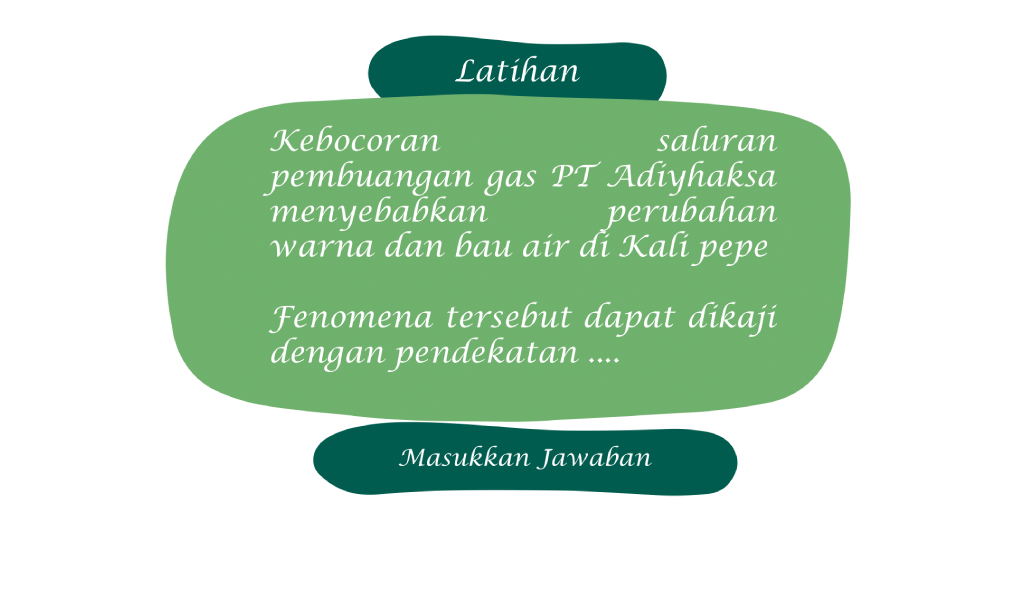 Latihan
Kebocoran saluran
pembuangan gas PT Adiyhaksa
menyebabkan perubahan
warna dan bau air di Kali pepe
Fenomena tersebut dapat dikaji
dengan pendekatan ....
Masukkan Jawaban